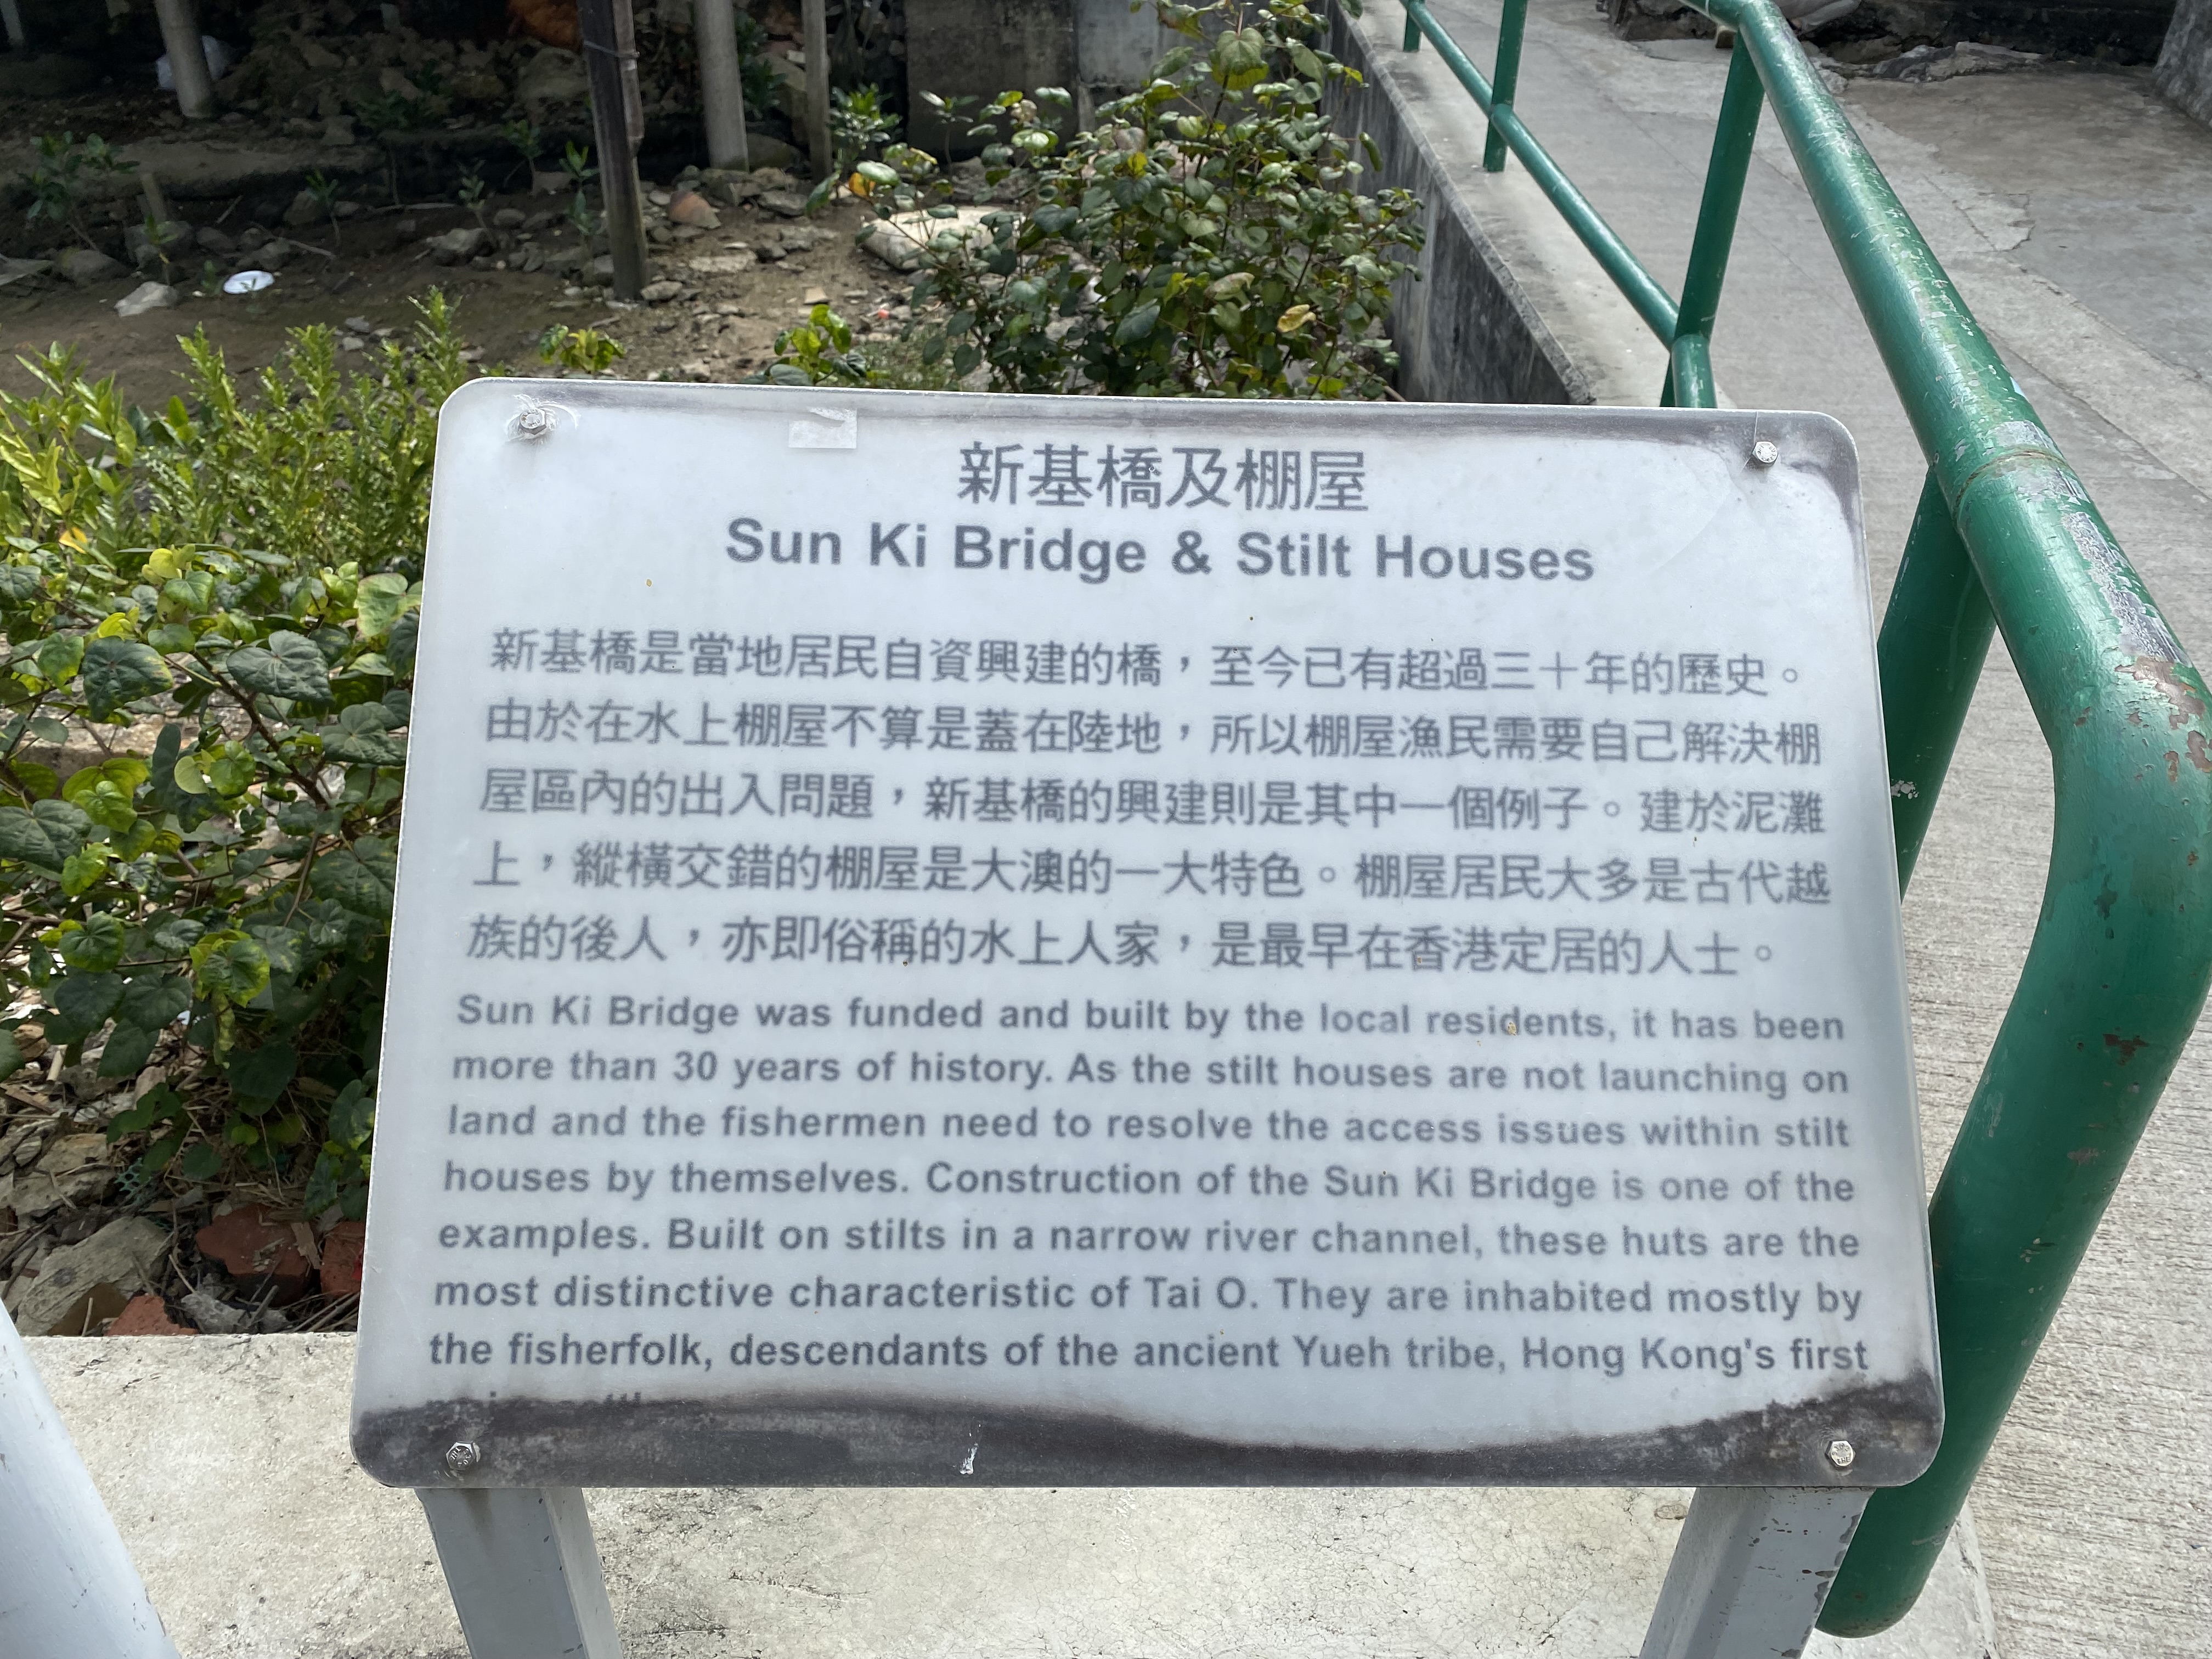 新基橋及棚屋
Sun Ki Bridge & Stilt Houses
新基橋是當地居民自資興建的橋，至今已有超過三十年的歷史。
由於在水上棚屋不算是蓋在陸地，所以棚屋漁民需要自己解決棚
屋區內的出入問題，新基橋的興建則是其中一個例子。建於泥灘
上，縱橫交錯的棚屋是大澳的一大特色。棚屋居民大多是古代越
族的後人，亦即俗稱的水上人家，是最早在香港定居的人士。
Sun Ki Bridge was funded and built by the local residents, it has been
more than 30 years of history. As the stilt houses are not launching on
land and the fishermen need to resolve the access issues within stilt
houses by themselves. Construction of the Sun Ki Bridge is one of the
examples. Built on stilts in a narrow river channel, these huts are the
most distinctive characteristic of Tai O. They are inhabited mostly by
the fisherfolk, descendants of the ancient Yueh tribe, Hong Kong's first